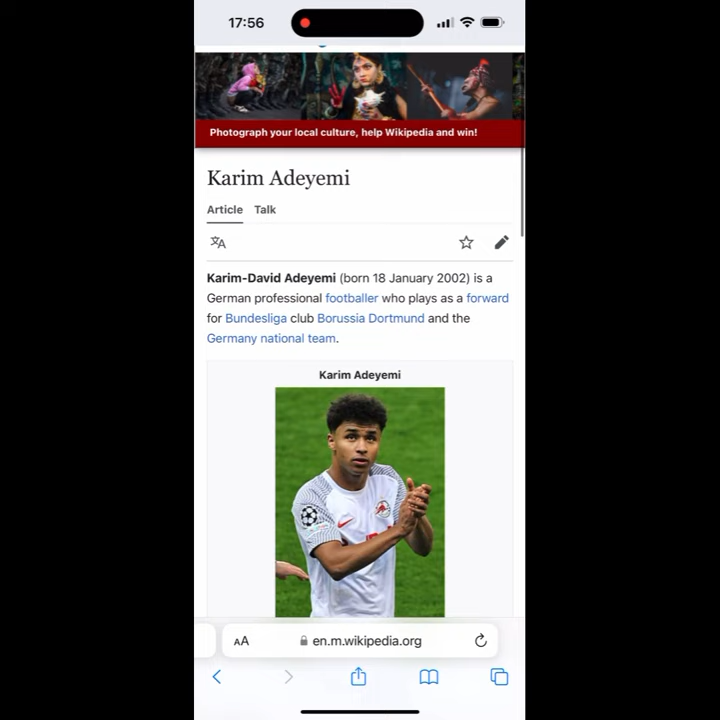 17:56
Photograph your local culture, help Wikipedia and win!
Karim Adeyemi
Article Talk
Karim-David Adeyemi (born 18 January 2002) is a
German professional footballer who plays as a forward
for Bundesliga club Borussia Dortmund and the
Germany national team.
Karim Adeyemi
AA en.m.wikipedia.org